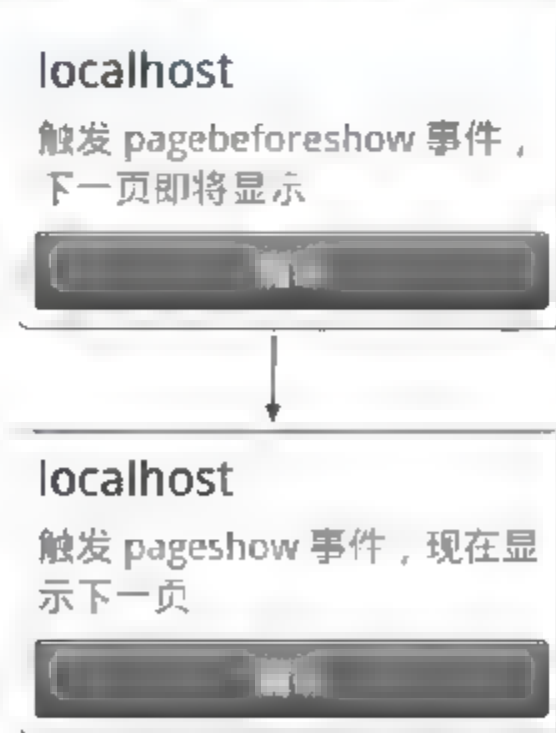 localhost
触发 pagebeforeshow 事件，
下一页即将显示
localhost
触发 pageshow 事件，现在显
示下一页